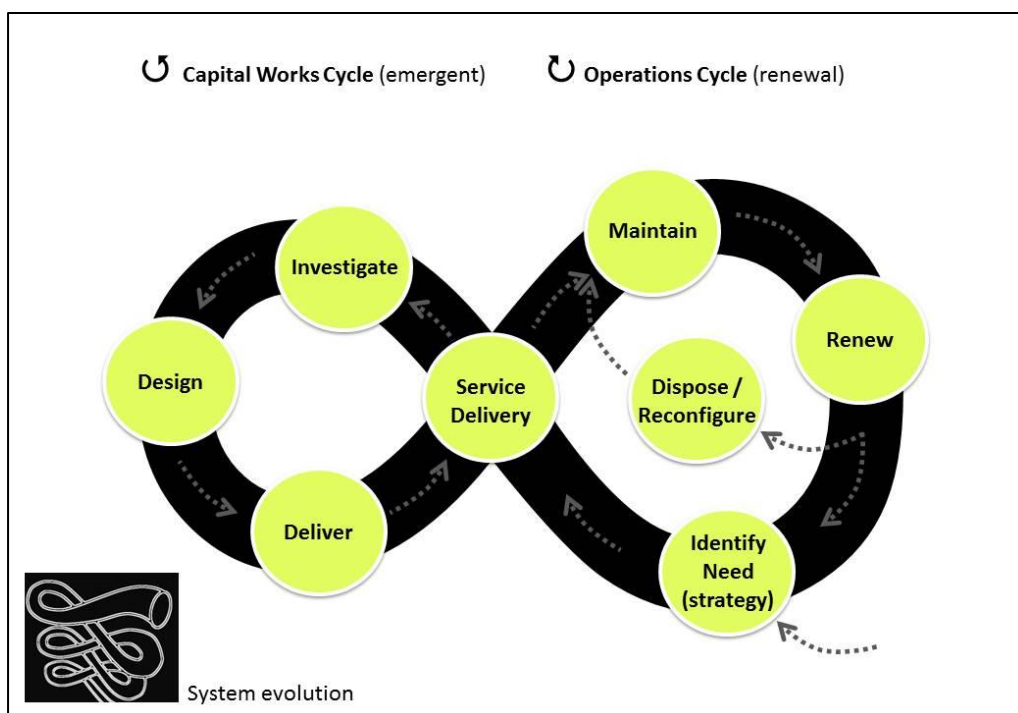 Capital Works Cycle (emergent)
Operations Cycle (renewal)
Maintain
Investigate
Renew
Design
Service
Delivery
Dispose /
Reconfigure
Deliver
Identify
Need
(strategy)
System evolution